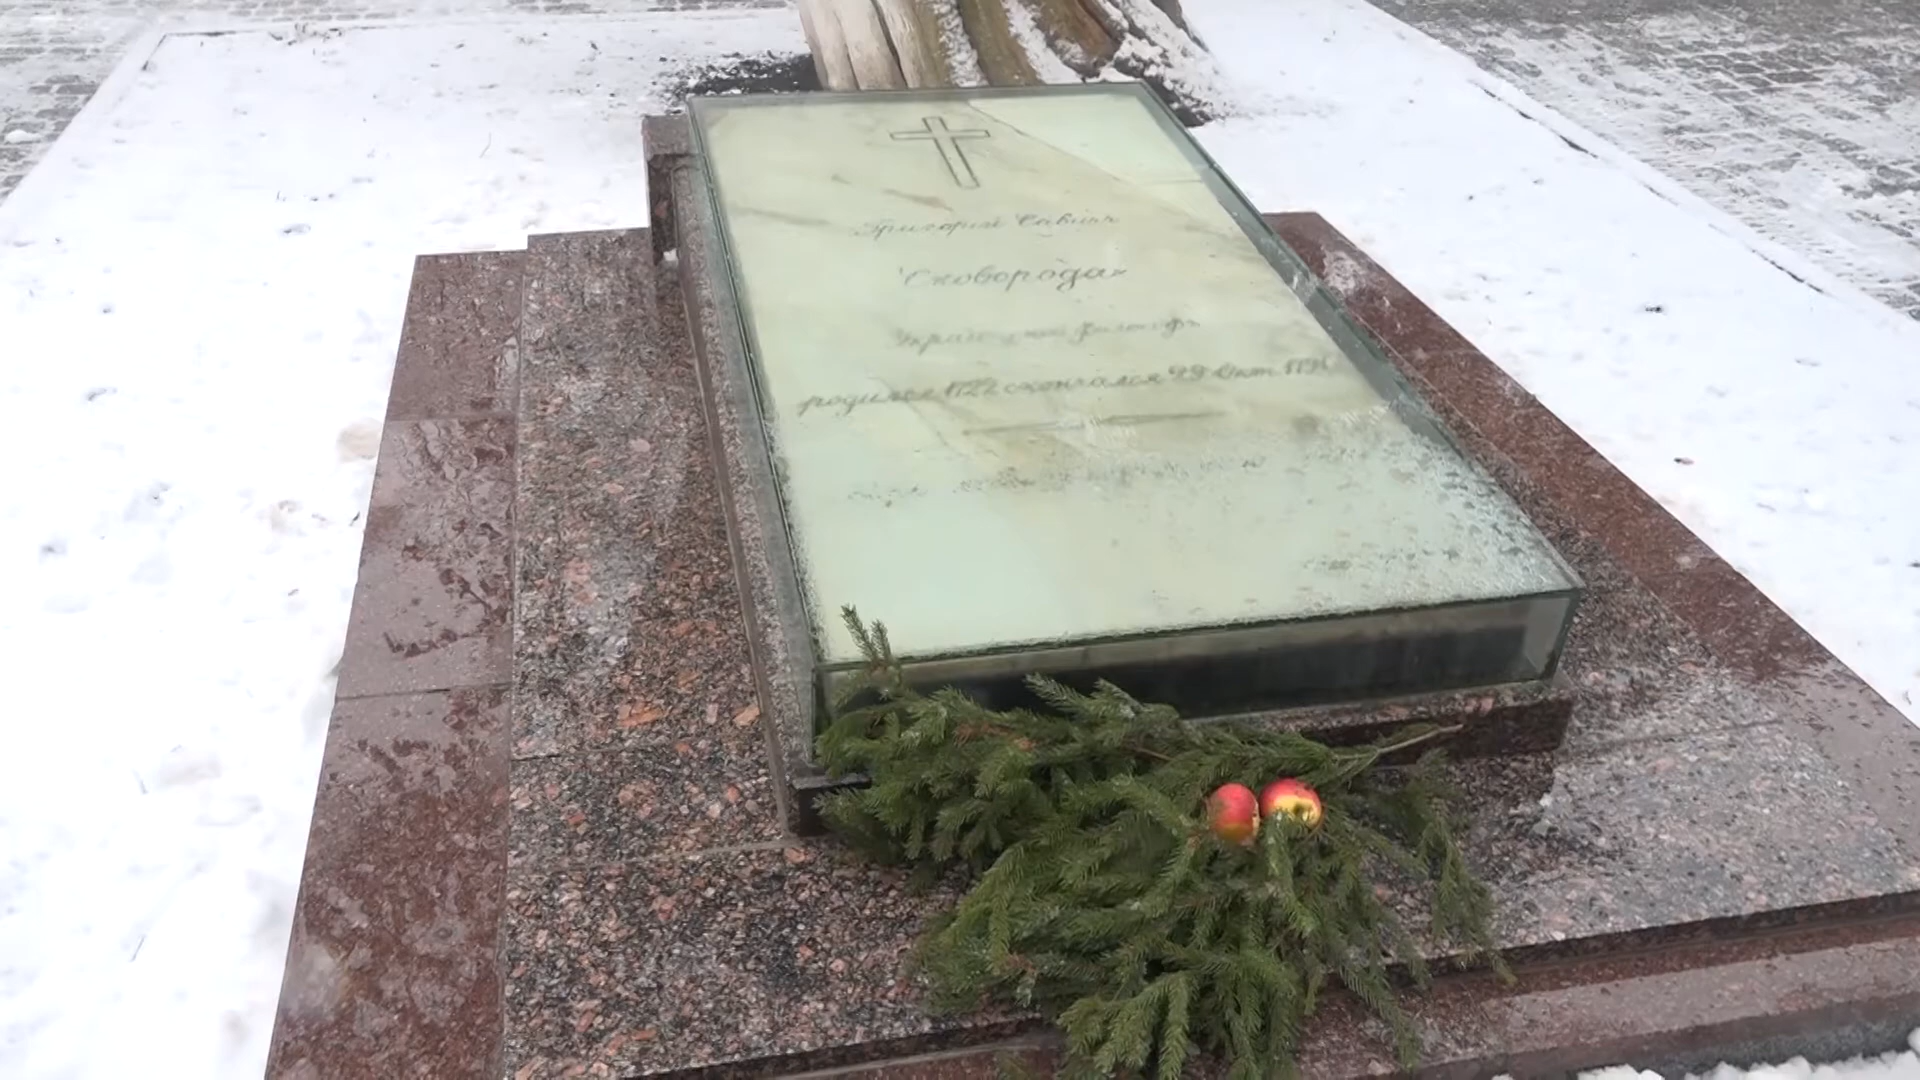 Григорій Савичъ
Сковорода
Украинскій философъ
родился 1722 скончался 29 Окт. 1794